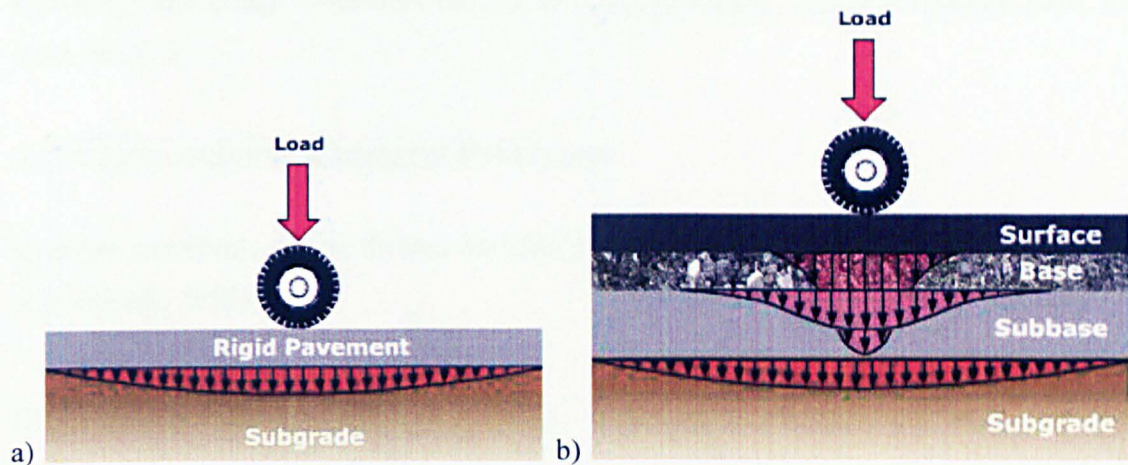 Load
Rigid Pavement
Subgrade
a)
Load
Surface
Base
Subbase
Subgrade
b)